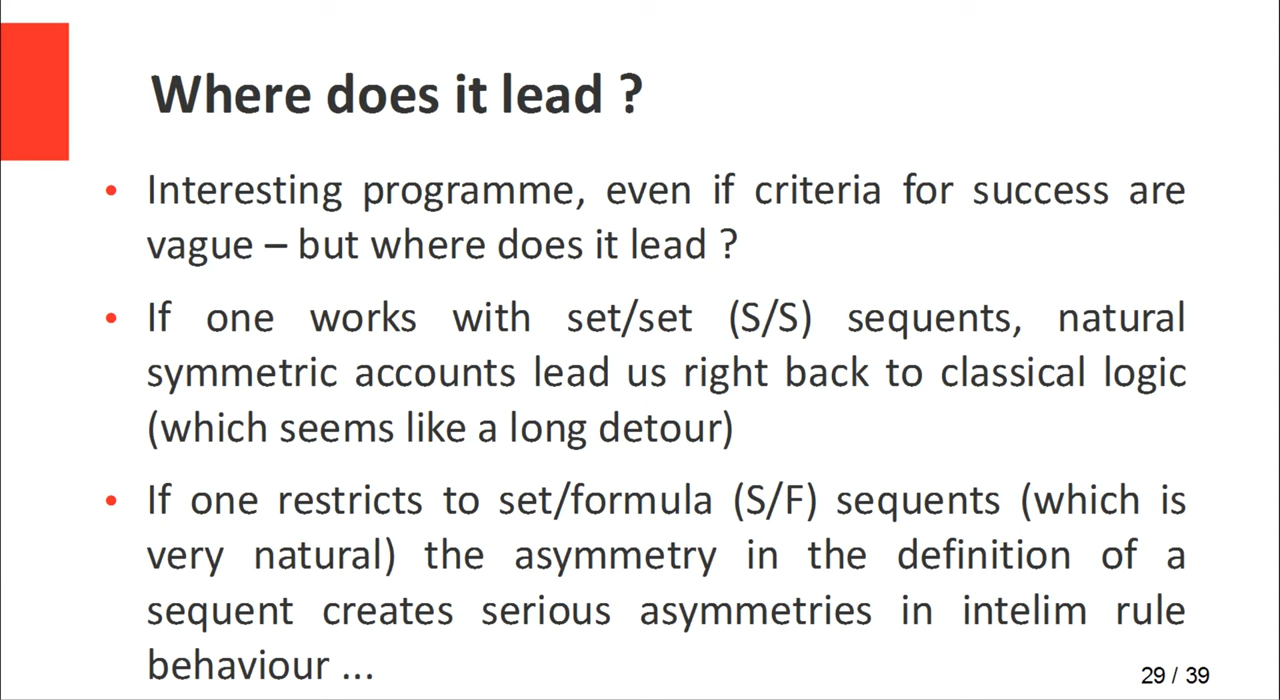 Where does it lead ?
• Interesting programme, even if criteria for success are
vague – but where does it lead ?
• If one works with set/set (S/S) sequents, natural
symmetric accounts lead us right back to classical logic
(which seems like a long detour)
• If one restricts to set/formula (S/F) sequents (which is
very natural) the asymmetry in the definition of a
sequent creates serious asymmetries in intelim rule
behaviour ...
29 / 39